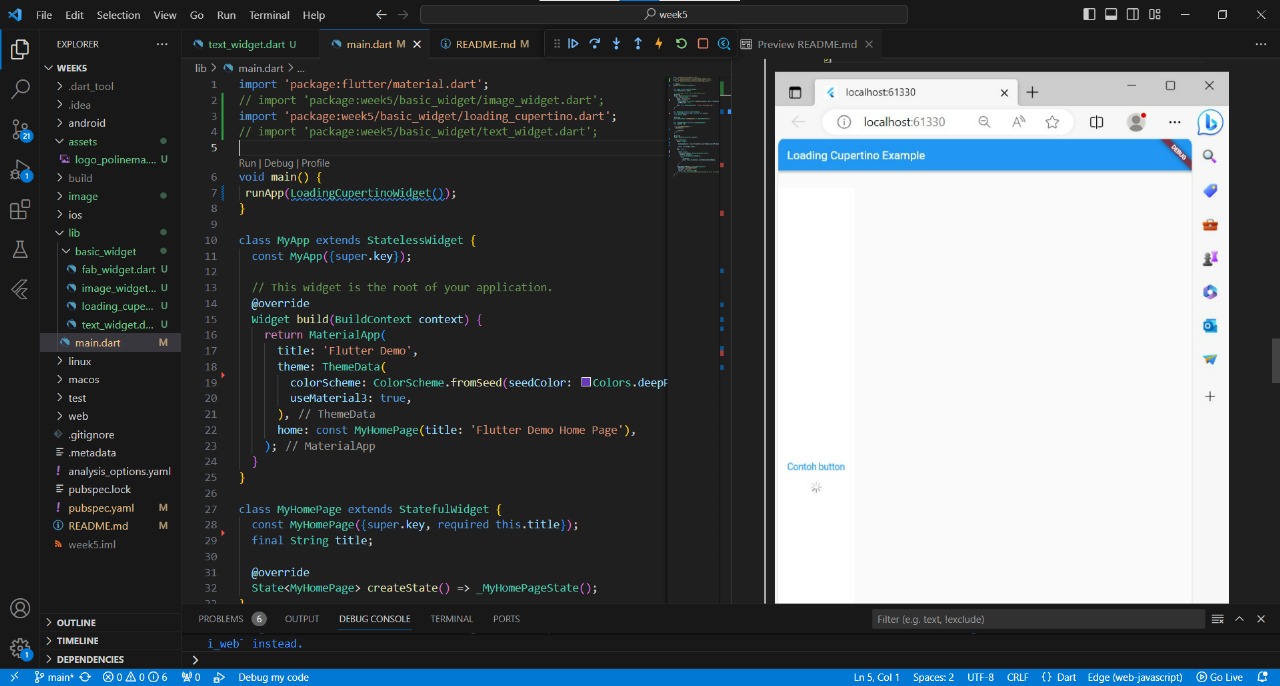 File Edit Selection View Go Run Terminal Help
week5
EXPLORER
text_widget.dart U
main.dart M
README.md M
Preview README.md
WEEK5
.dart_tool
.idea
android
assets
logo_polinema.... U
build
image
ios
lib
basic_widget
fab_widget.dart U
image_widget... U
loading_cupe... U
text_widget.d... U
main.dart M
linux
macos
test
web
.gitignore
.metadata
analysis_options.yaml
pubspec.lock
pubspec.yaml M
README.md M
week5.iml
OUTLINE
TIMELINE
DEPENDENCIES
21
1
1
lib > main.dart > ...
1 import 'package:flutter/material.dart';
2 // import 'package:week5/basic_widget/image_widget.dart';
3 import 'package:week5/basic_widget/loading_cupertino.dart';
4 // import 'package:week5/basic_widget/text_widget.dart';
5
Run | Debug | Profile
6 void main() {
7 runApp(LoadingCupertinoWidget());
8 }
9
10 class MyApp extends StatelessWidget {
11 const MyApp({super.key});
12
13 // This widget is the root of your application.
14 @override
15 Widget build(BuildContext context) {
16 return MaterialApp(
17 title: 'Flutter Demo',
18 theme: ThemeData(
19 colorScheme: ColorScheme.fromSeed(seedColor: Colors.deepP
20 useMaterial3: true,
21 ), // ThemeData
22 home: const MyHomePage(title: 'Flutter Demo Home Page'),
23 ); // MaterialApp
24 }
25 }
26
27 class MyHomePage extends StatefulWidget {
28 const MyHomePage({super.key, required this.title});
29 final String title;
30
31 @override
32 State<MyHomePage> createState() => _MyHomePageState();
localhost:61330
localhost:61330
Loading Cupertino Example
DEBUG
Contoh button
PROBLEMS 6 OUTPUT DEBUG CONSOLE TERMINAL PORTS
Filter (e.g. text, !exclude)
i_web` instead.
>
main* 0 0 6 0 Debug my code
Ln 5, Col 1 Spaces: 2 UTF-8 CRLF {} Dart Edge (web-javascript) Go Live